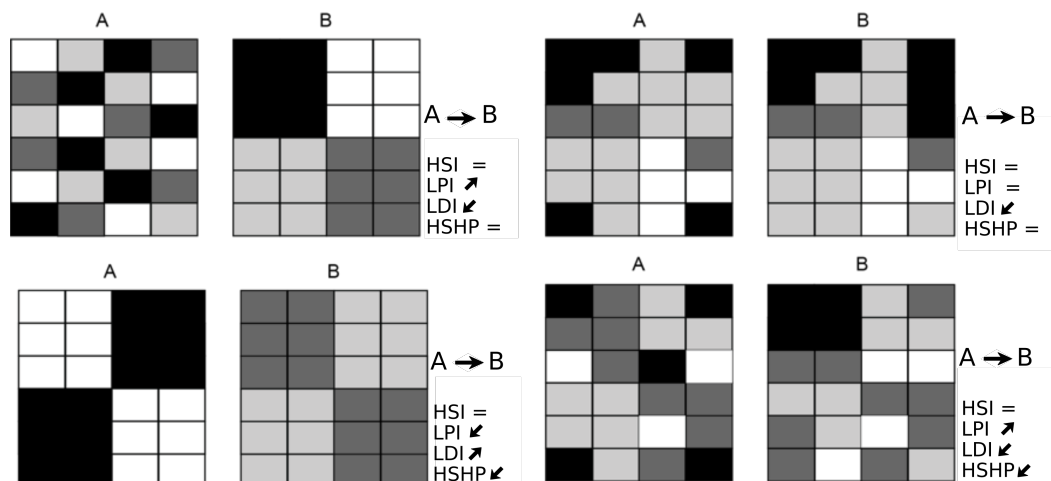 A B
A → B
HSI =
LPI ↗
LDI ↙
HSHP =
A B
A → B
HSI =
LPI =
LDI ↙
HSHP =
A B
A → B
HSI =
LPI ↙
LDI ↗
HSHP ↙
A B
A → B
HSI =
LPI ↗
LDI ↙
HSHP ↙